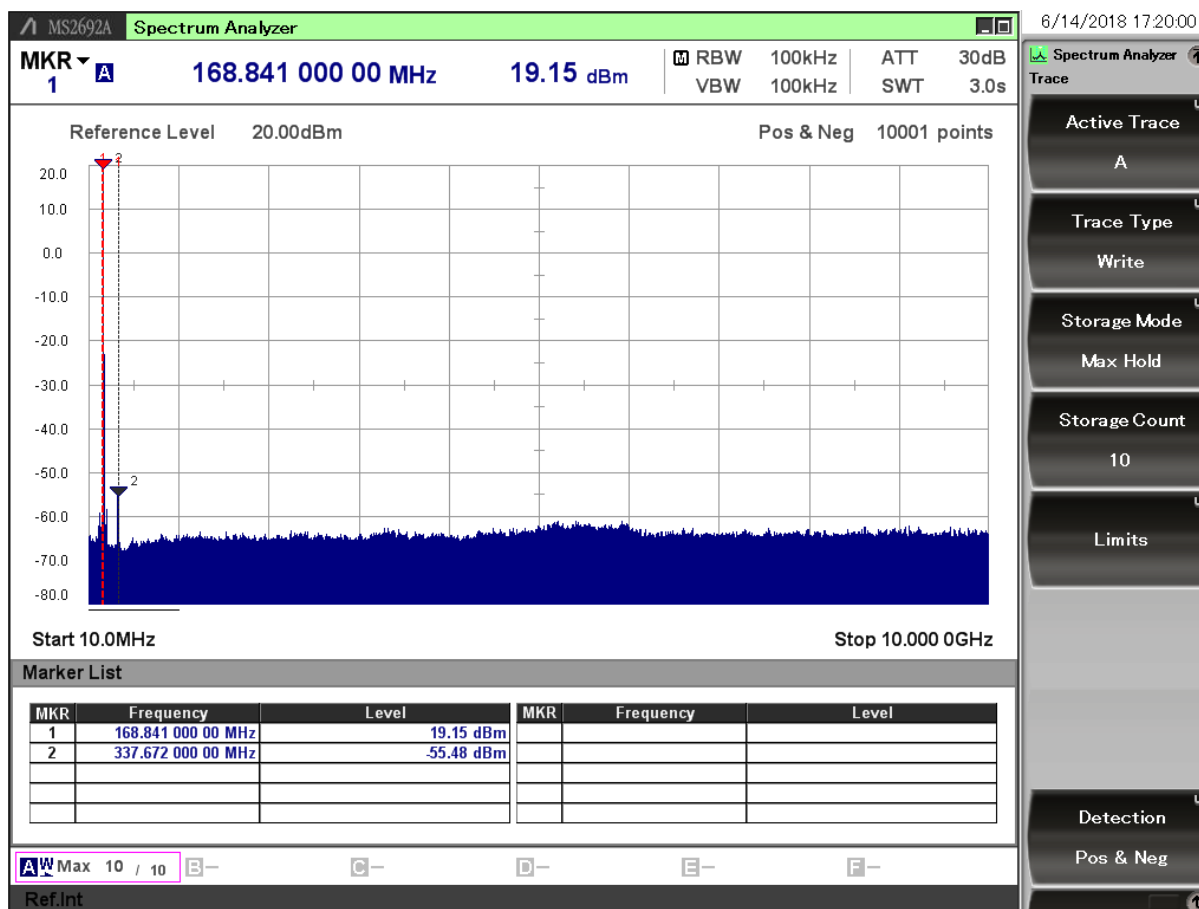 MS2692A Spectrum Analyzer
6/14/2018 17:20:00
MKR 1 A 168.841 000 00 MHz 19.15 dBm
M RBW 100kHz ATT 30dB
VBW 100kHz SWT 3.0s
Reference Level 20.00dBm Pos & Neg 10001 points
1 2
20.0
10.0
0.0
-10.0
-20.0
-30.0
-40.0
-50.0
2
-60.0
-70.0
-80.0
Start 10.0MHz Stop 10.000 0GHz
Marker List
MKR Frequency Level MKR Frequency Level
1 168.841 000 00 MHz 19.15 dBm
2 337.672 000 00 MHz -55.48 dBm
A W Max 10 / 10 B- C- D- E- F-
Ref.Int
Spectrum Analyzer
Trace
Active Trace
A
Trace Type
Write
Storage Mode
Max Hold
Storage Count
10
Limits
Detection
Pos & Neg